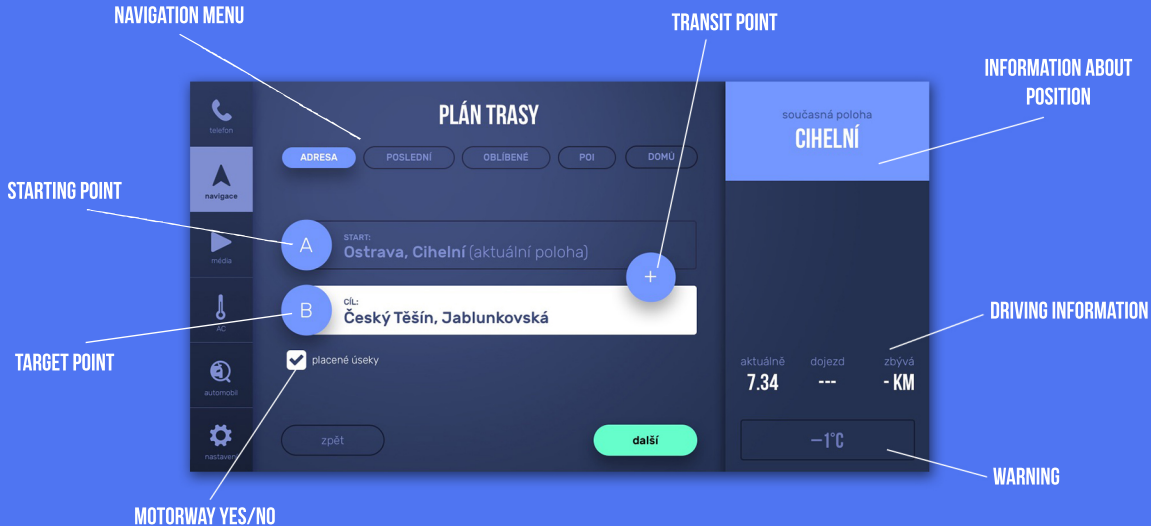 NAVIGATION MENU
TRANSIT POINT
INFORMATION ABOUT
POSITION
STARTING POINT
TARGET POINT
MOTORWAY YES/NO
DRIVING INFORMATION
WARNING
telefon
navigace
média
AC
automobil
nastavení
PLÁN TRASY
ADRESA
POSLEDNÍ
OBLÍBENÉ
POI
DOMŮ
A
START:
Ostrava, Cihelní (aktuální poloha)
+
B
CÍL:
Český Těšín, Jablunkovská
placené úseky
zpět
další
současná poloha
CIHELNÍ
aktuálně dojezd zbývá
7.34 --- - KM
–1°C